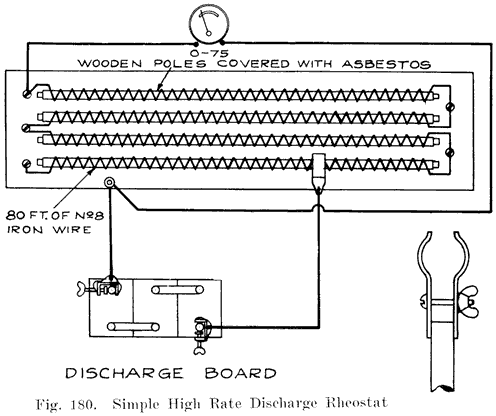 0-75
WOODEN POLES COVERED WITH ASBESTOS
80 FT. OF No8
IRON WIRE
DISCHARGE BOARD
Fig. 180. Simple High Rate Discharge Rheostat